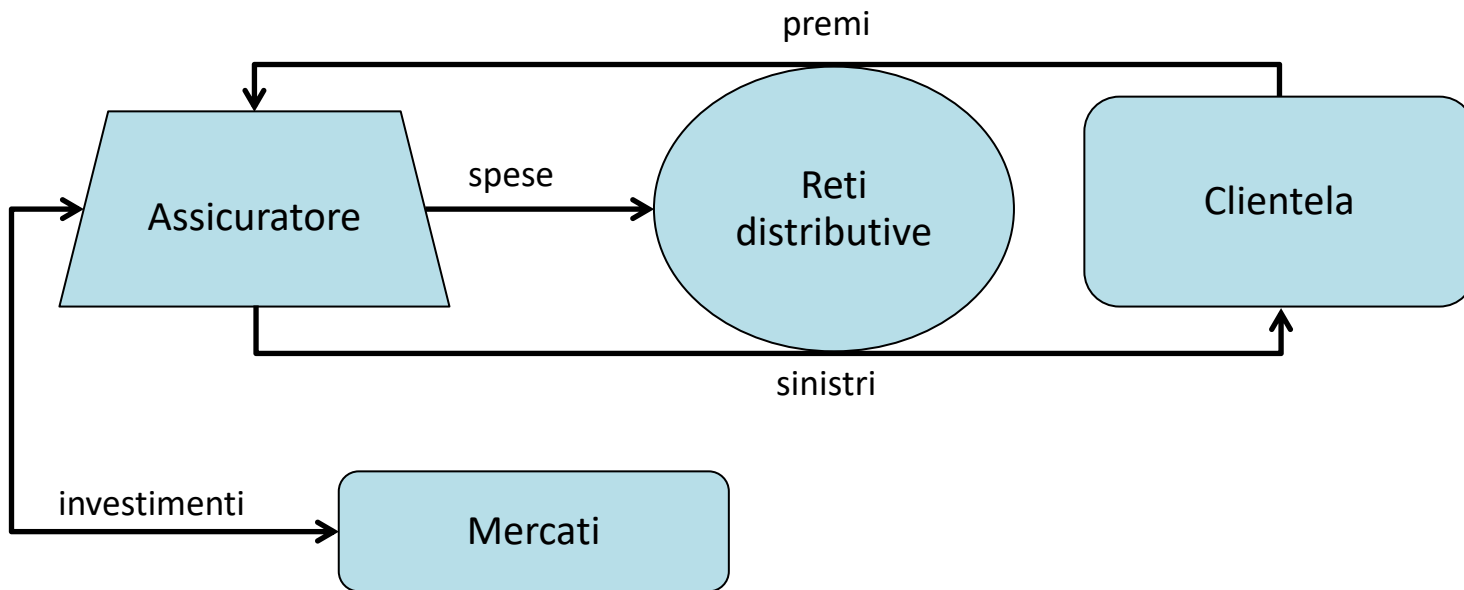 premi
spese
Assicuratore
Reti
distributive
Clientela
sinistri
investimenti
Mercati